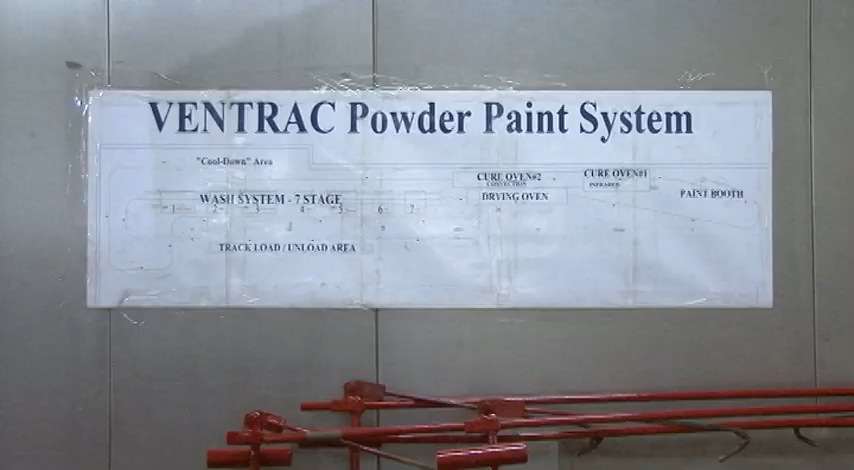 VENTRAC Powder Paint System
"Cool-Down" Area
CURE OVEN#2
CONVECTION
CURE OVEN#1
INFRARED
DRYING OVEN
PAINT BOOTH
WASH SYSTEM - 7 STAGE
1 2 3 4 5 6 7
TRACK LOAD / UNLOAD AREA